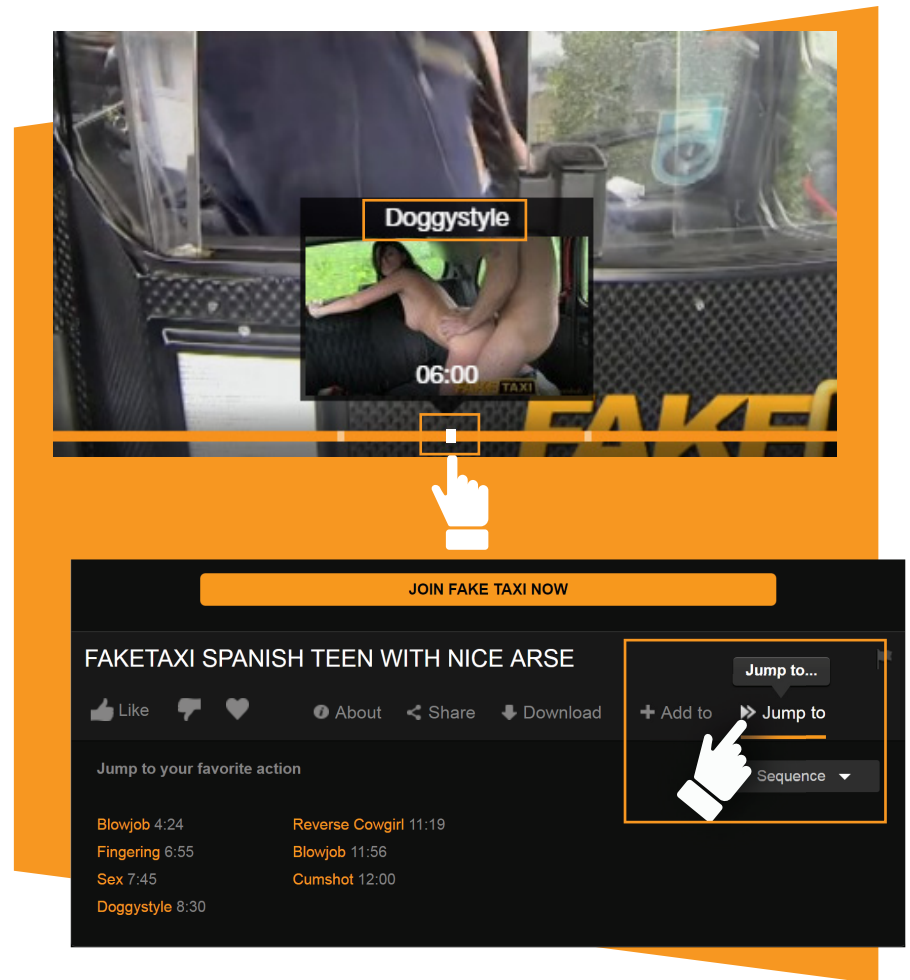 Doggystyle
06:00
FAKE TAXI
FAKE
JOIN FAKE TAXI NOW
FAKETAXI SPANISH TEEN WITH NICE ARSE
Jump to...
Like About Share Download Add to Jump to
Jump to your favorite action
Sequence
Blowjob 4:24 Reverse Cowgirl 11:19
Fingering 6:55 Blowjob 11:56
Sex 7:45 Cumshot 12:00
Doggystyle 8:30